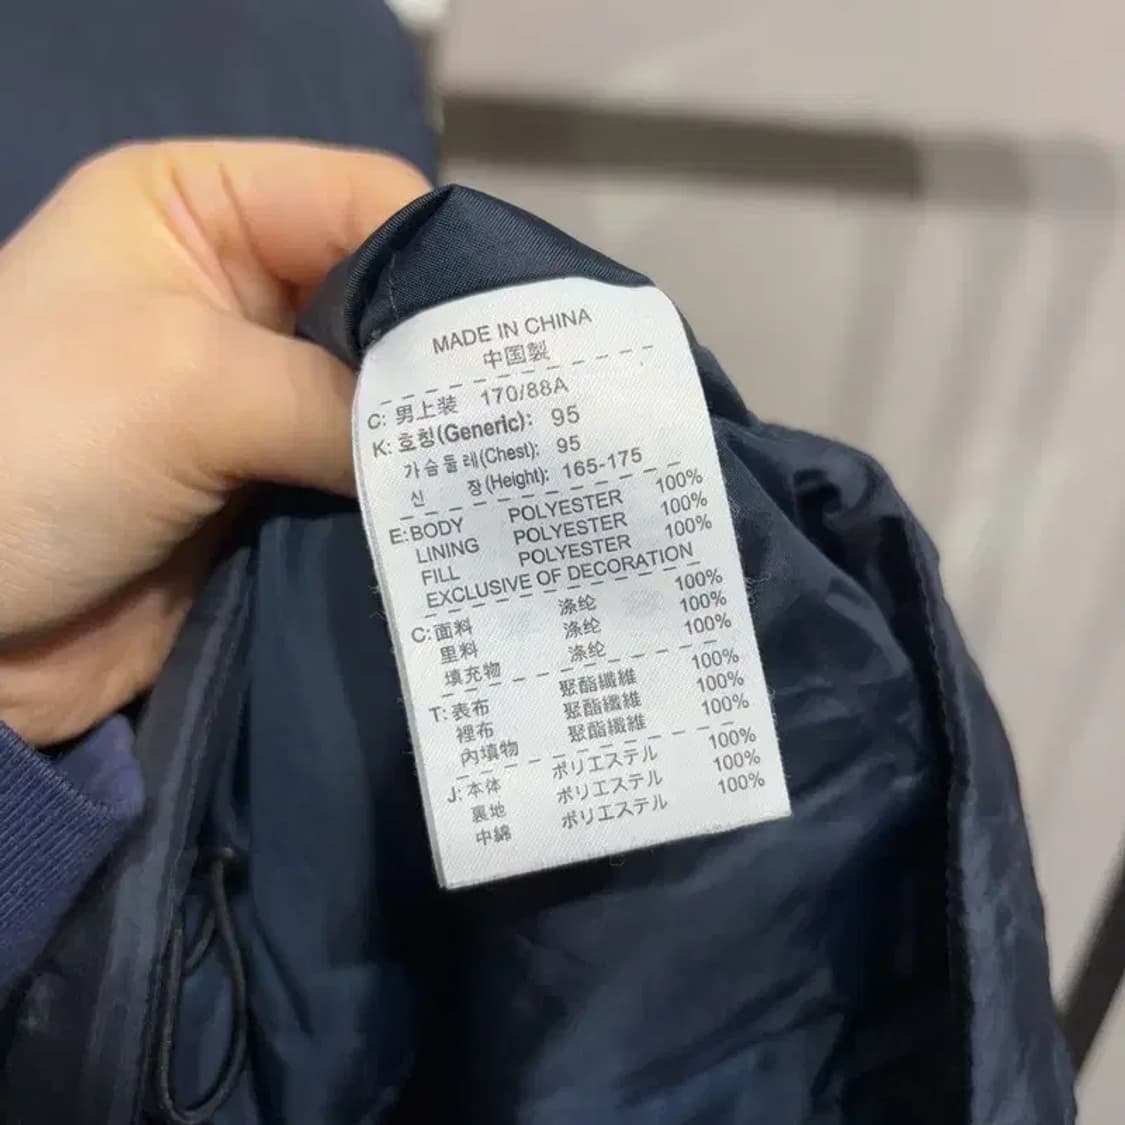 MADE IN CHINA
中国製
C: 男上装 170/88A
K: 호칭(Generic): 95
가슴둘레(Chest): 95
신 장(Height): 165-175
E: BODY POLYESTER 100%
LINING POLYESTER 100%
FILL POLYESTER 100%
EXCLUSIVE OF DECORATION
C: 面料 涤纶 100%
里料 涤纶 100%
填充物 涤纶 100%
T: 表布 聚酯纖維 100%
裡布 聚酯纖維 100%
內填物 聚酯纖維 100%
J: 本体 ポリエステル 100%
裏地 ポリエステル 100%
中綿 ポリエステル 100%